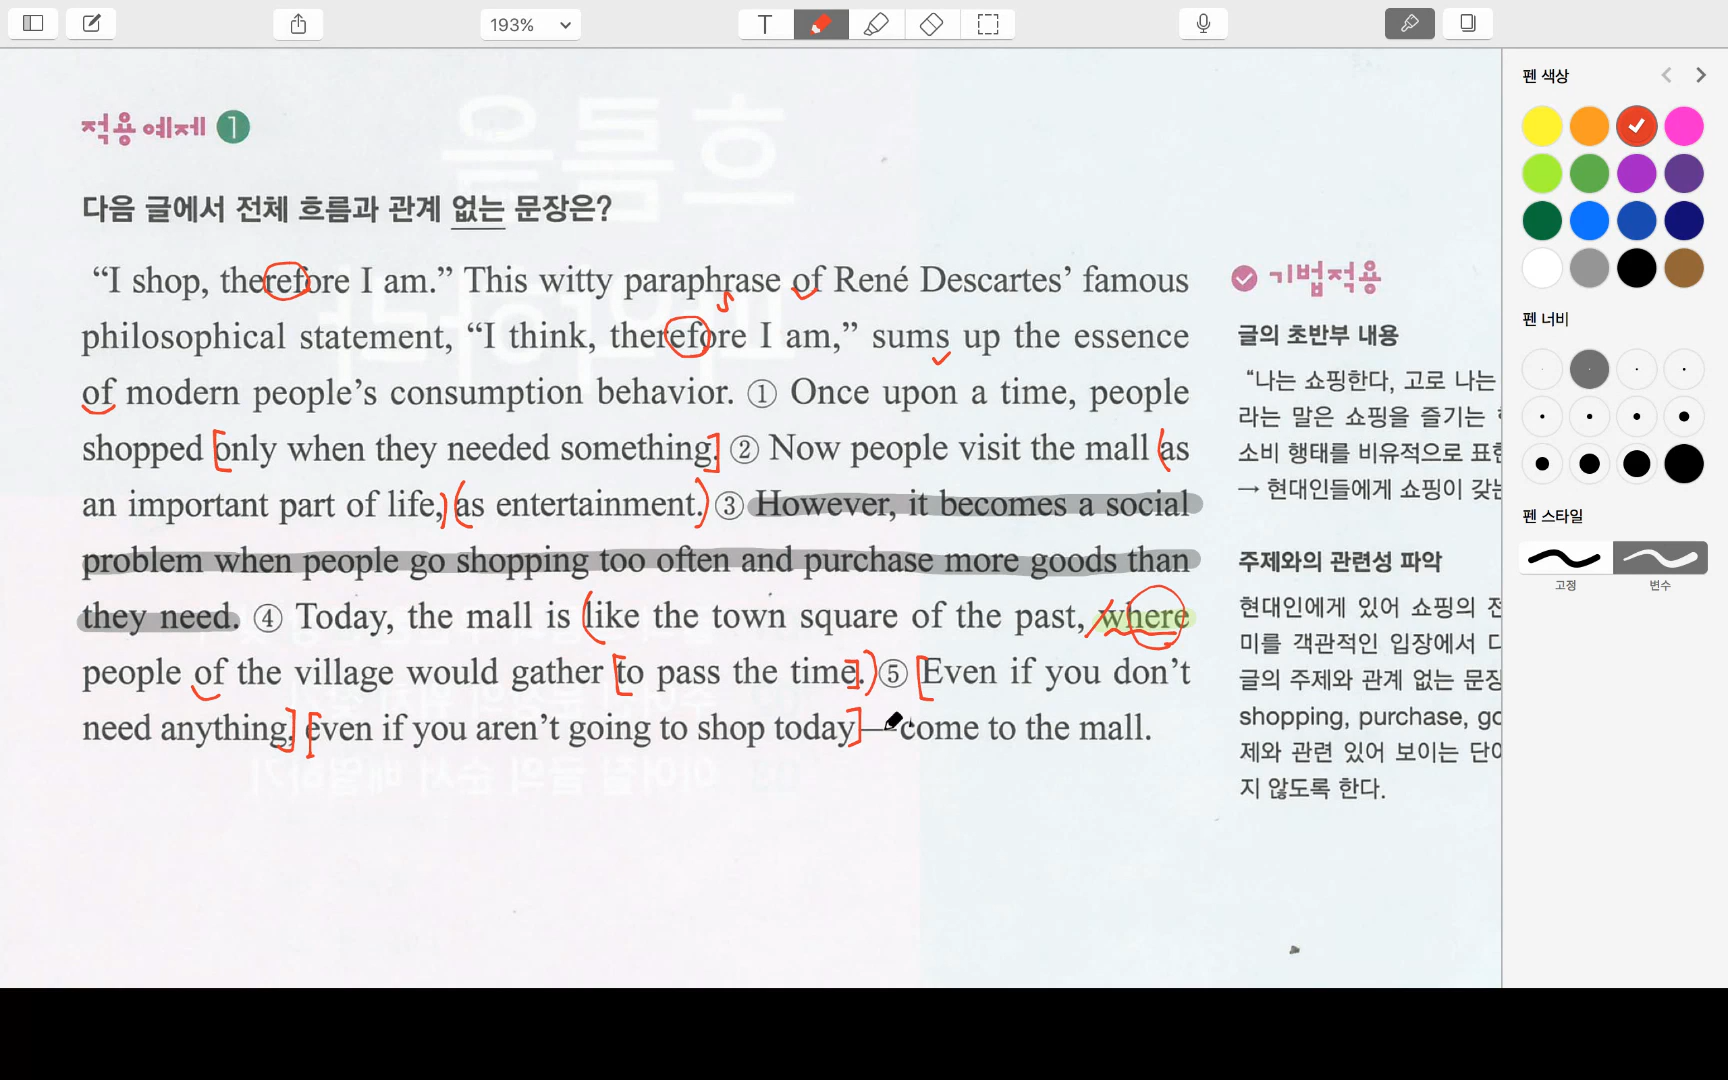 193%
T
펜 색상
적용예제 1
다음 글에서 전체 흐름과 관계 없는 문장은?
“I shop, therefore I am.” This witty paraphrase of René Descartes’ famous
philosophical statement, “I think, therefore I am,” sums up the essence
of modern people’s consumption behavior. ① Once upon a time, people
shopped only when they needed something. ② Now people visit the mall as
an important part of life, as entertainment. ③ However, it becomes a social
problem when people go shopping too often and purchase more goods than
they need. ④ Today, the mall is like the town square of the past, where
people of the village would gather to pass the time. ⑤ Even if you don’t
need anything, even if you aren’t going to shop today—come to the mall.
기법적용
글의 초반부 내용
“나는 쇼핑한다, 고로 나는
라는 말은 쇼핑을 즐기는
소비 행태를 비유적으로 표현
→ 현대인들에게 쇼핑이 갖는
주제와의 관련성 파악
현대인에게 있어 쇼핑의 전
미를 객관적인 입장에서 다
글의 주제와 관계 없는 문장
shopping, purchase, go
제와 관련 있어 보이는 단어
지 않도록 한다.
펜 너비
펜 스타일
고정
변수